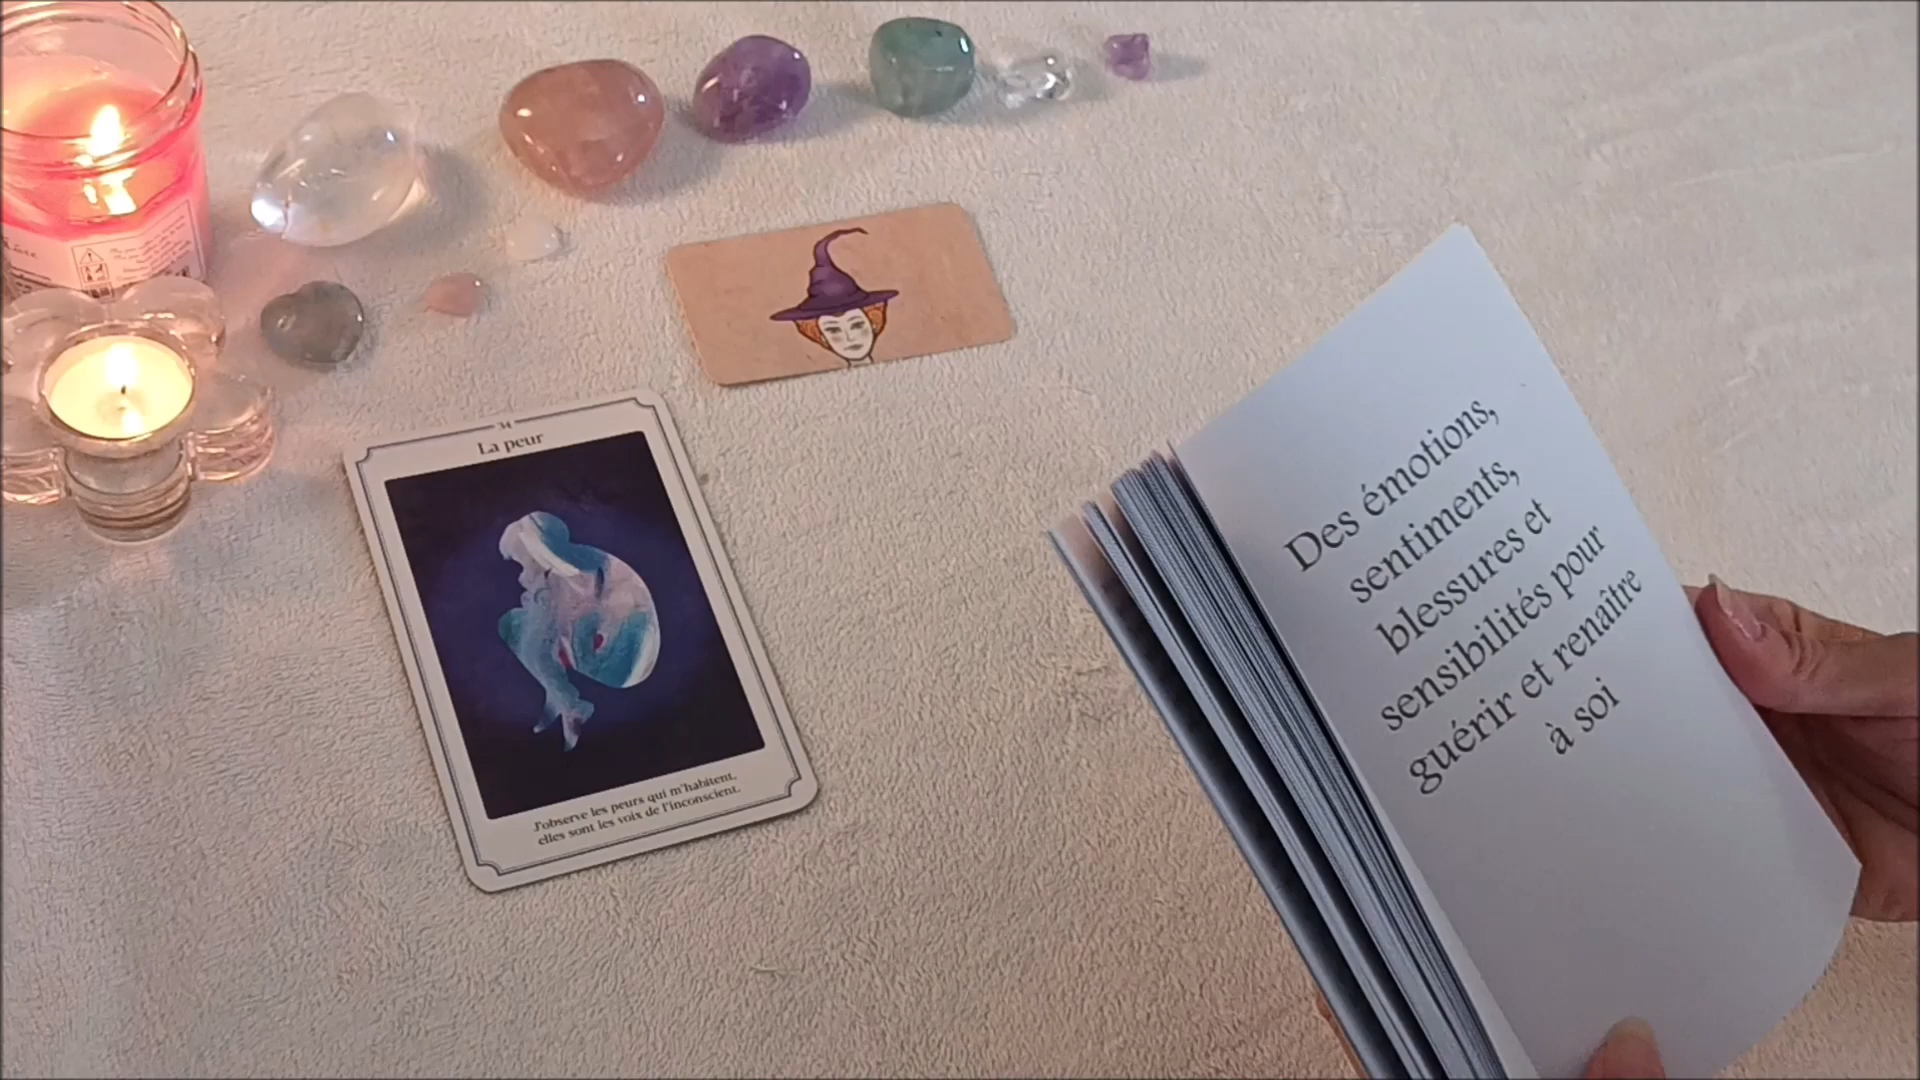 34
La peur
J'observe les peurs qui m'habitent,
elles sont les voix de l'inconscient.
Des émotions,
sentiments,
blessures et
sensibilités pour
guérir et renaître
à soi